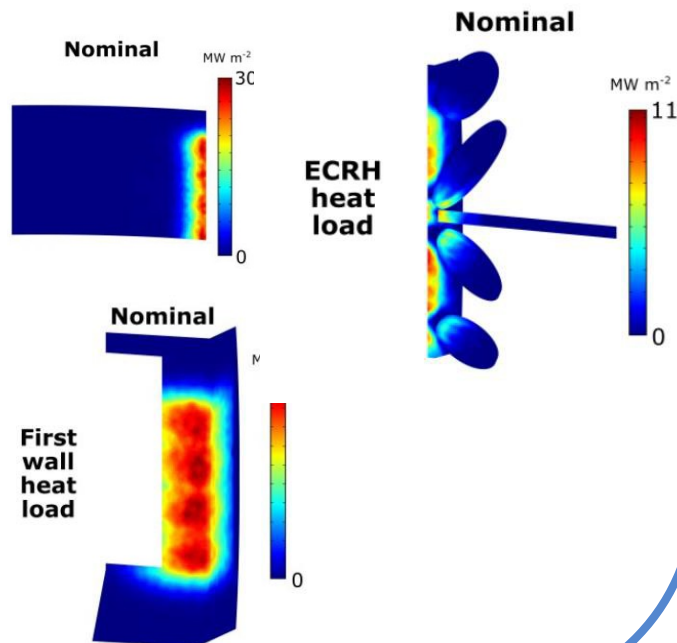 Nominal
MW m-2
30
0
Nominal
MW m-2
11
0
ECRH
heat
load
Nominal
0
First
wall
heat
load